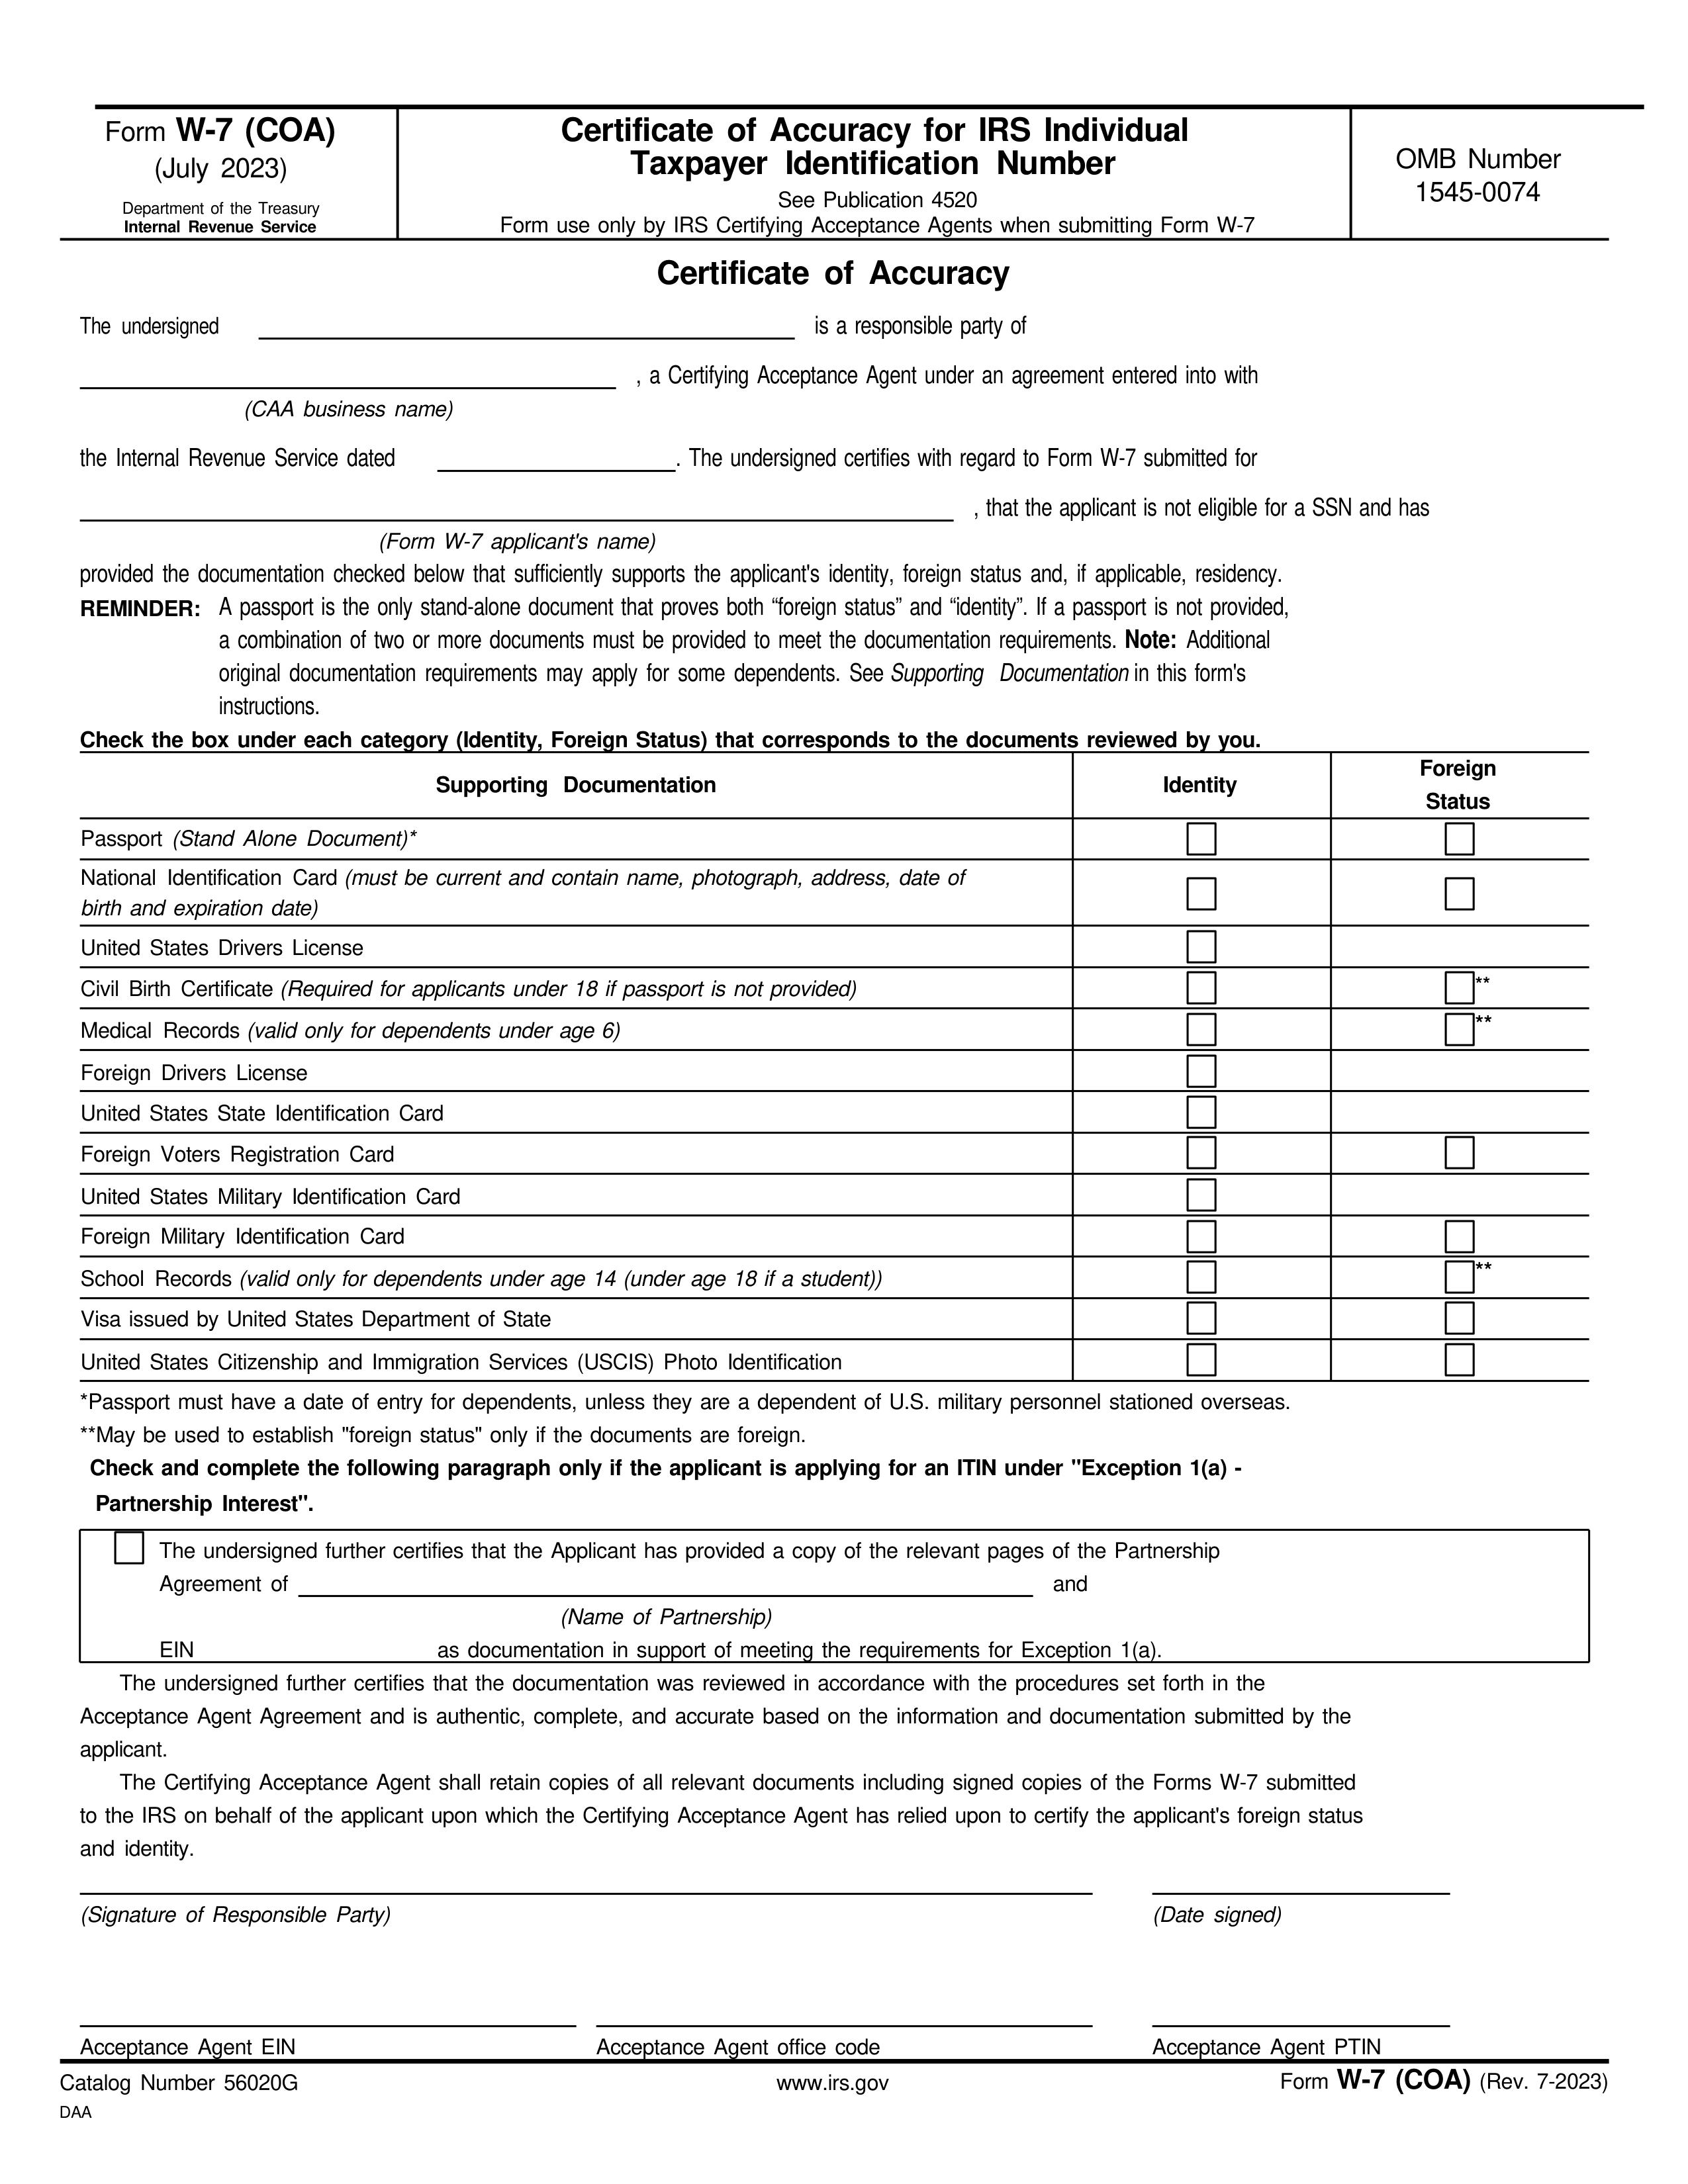 Form W-7 (COA)
(July 2023)
Department of the Treasury
Internal Revenue Service
Certificate of Accuracy for IRS Individual
Taxpayer Identification Number
See Publication 4520
Form use only by IRS Certifying Acceptance Agents when submitting Form W-7
OMB Number
1545-0074
Certificate of Accuracy
The undersigned is a responsible party of
, a Certifying Acceptance Agent under an agreement entered into with
(CAA business name)
the Internal Revenue Service dated . The undersigned certifies with regard to Form W-7 submitted for
, that the applicant is not eligible for a SSN and has
(Form W-7 applicant's name)
provided the documentation checked below that sufficiently supports the applicant's identity, foreign status and, if applicable, residency.
REMINDER: A passport is the only stand-alone document that proves both “foreign status” and “identity”. If a passport is not provided,
a combination of two or more documents must be provided to meet the documentation requirements. Note: Additional
original documentation requirements may apply for some dependents. See Supporting Documentation in this form's
instructions.
Check the box under each category (Identity, Foreign Status) that corresponds to the documents reviewed by you.
Supporting Documentation Identity Foreign
Status
Passport (Stand Alone Document)*
National Identification Card (must be current and contain name, photograph, address, date of
birth and expiration date)
United States Drivers License
Civil Birth Certificate (Required for applicants under 18 if passport is not provided) **
Medical Records (valid only for dependents under age 6) **
Foreign Drivers License
United States State Identification Card
Foreign Voters Registration Card
United States Military Identification Card
Foreign Military Identification Card
School Records (valid only for dependents under age 14 (under age 18 if a student)) **
Visa issued by United States Department of State
United States Citizenship and Immigration Services (USCIS) Photo Identification
*Passport must have a date of entry for dependents, unless they are a dependent of U.S. military personnel stationed overseas.
**May be used to establish "foreign status" only if the documents are foreign.
Check and complete the following paragraph only if the applicant is applying for an ITIN under "Exception 1(a) -
Partnership Interest".
The undersigned further certifies that the Applicant has provided a copy of the relevant pages of the Partnership
Agreement of and
(Name of Partnership)
EIN as documentation in support of meeting the requirements for Exception 1(a).
The undersigned further certifies that the documentation was reviewed in accordance with the procedures set forth in the
Acceptance Agent Agreement and is authentic, complete, and accurate based on the information and documentation submitted by the
applicant.
The Certifying Acceptance Agent shall retain copies of all relevant documents including signed copies of the Forms W-7 submitted
to the IRS on behalf of the applicant upon which the Certifying Acceptance Agent has relied upon to certify the applicant's foreign status
and identity.
(Signature of Responsible Party) (Date signed)
Acceptance Agent EIN Acceptance Agent office code Acceptance Agent PTIN
Catalog Number 56020G www.irs.gov Form W-7 (COA) (Rev. 7-2023)
DAA